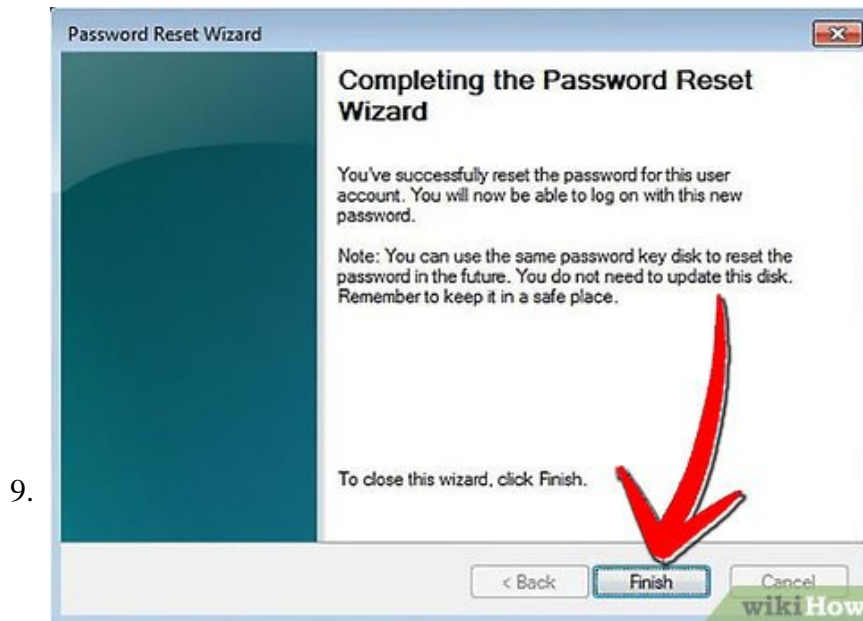 Password Reset Wizard
Completing the Password Reset
Wizard
You've successfully reset the password for this user
account. You will now be able to log on with this new
password.
Note: You can use the same password key disk to reset the
password in the future. You do not need to update this disk.
Remember to keep it in a safe place.
9.
To close this wizard, click Finish.
< Back
Finish
Cancel
wikiHow